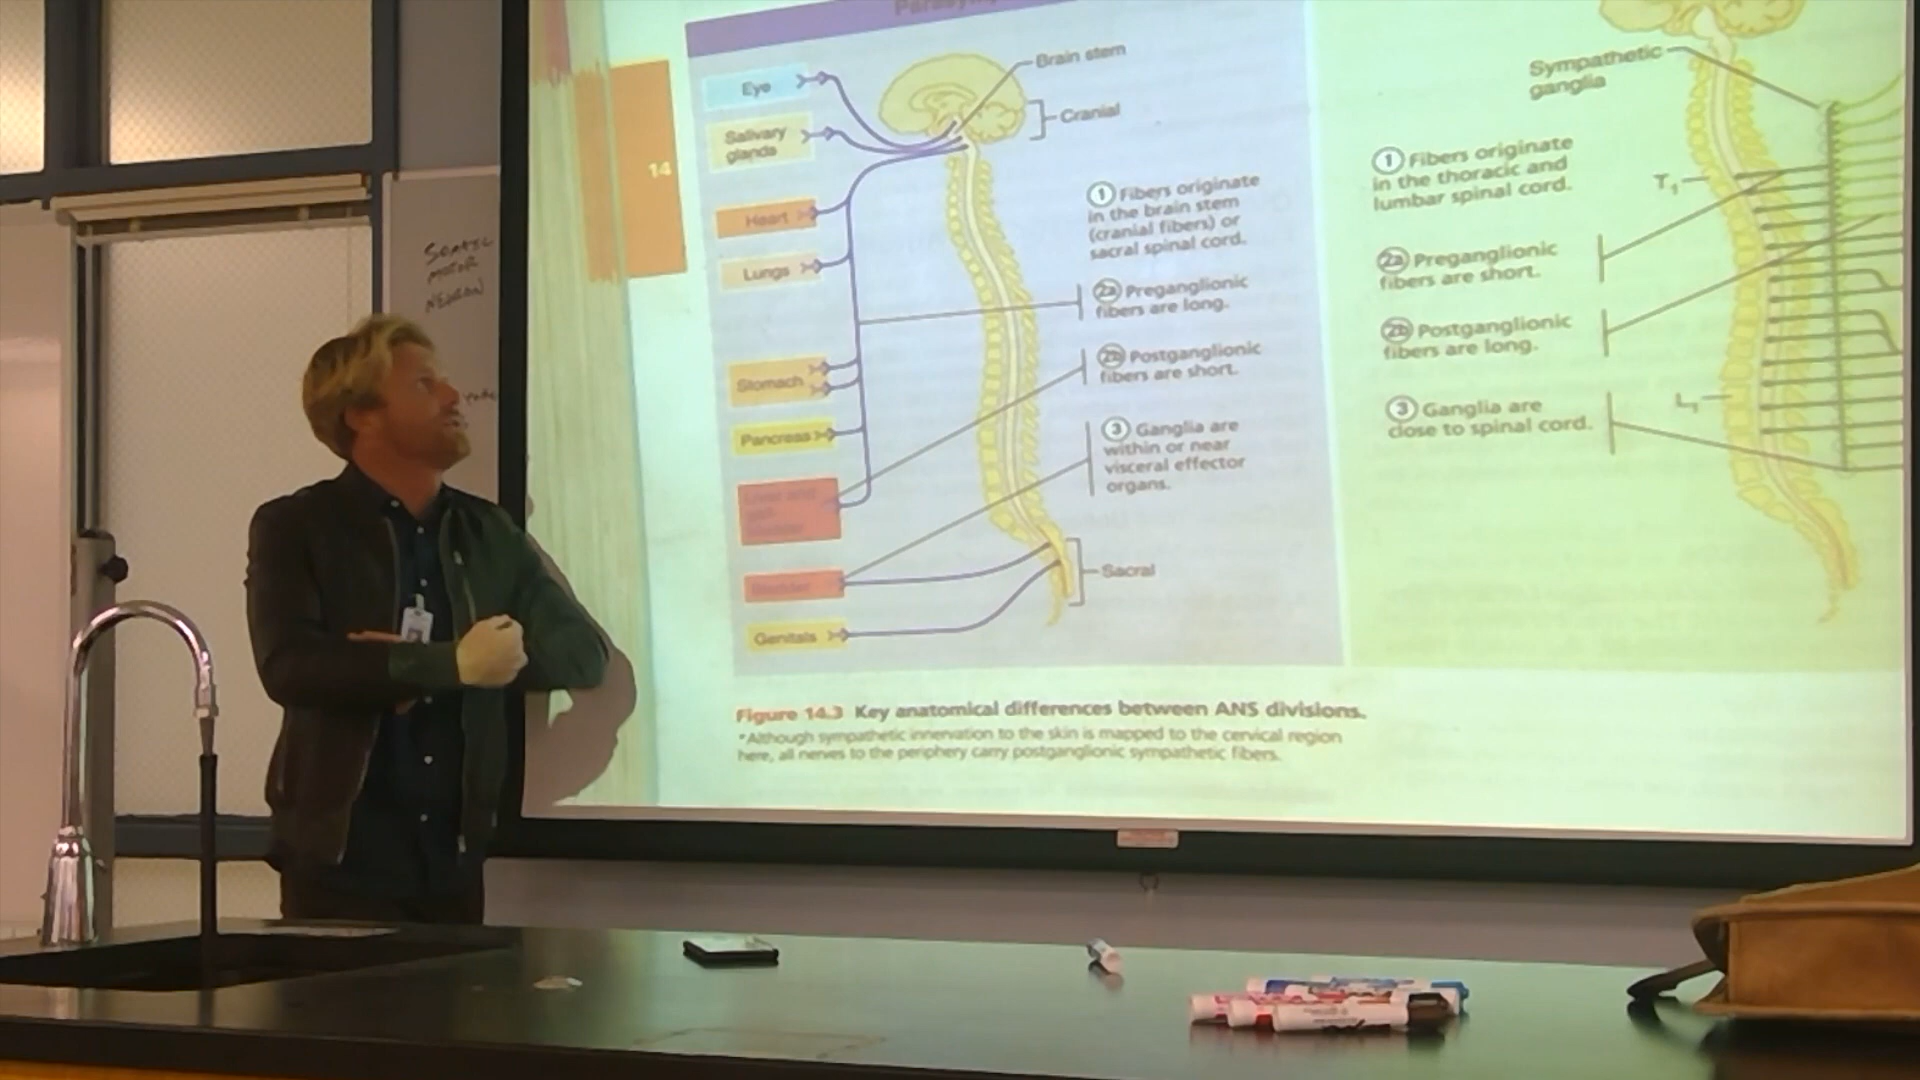 14
Eye
Salivary
glands
Heart
Lungs
Stomach
Pancreas
Genitals
Brain stem
Cranial
1 Fibers originate
in the brain stem
(cranial fibers) or
sacral spinal cord.
2a Preganglionic
fibers are long.
2b Postganglionic
fibers are short.
3 Ganglia are
within or near
visceral effector
organs.
Sacral
Sympathetic
ganglia
1 Fibers originate
in the thoracic and
lumbar spinal cord.
2a Preganglionic
fibers are short.
2b Postganglionic
fibers are long.
3 Ganglia are
close to spinal cord.
T1
L1
Figure 14.3 Key anatomical differences between ANS divisions.
*Although sympathetic innervation to the skin is mapped to the cervical region
here, all nerves to the periphery carry postganglionic sympathetic fibers.
MOTOR
NEURON